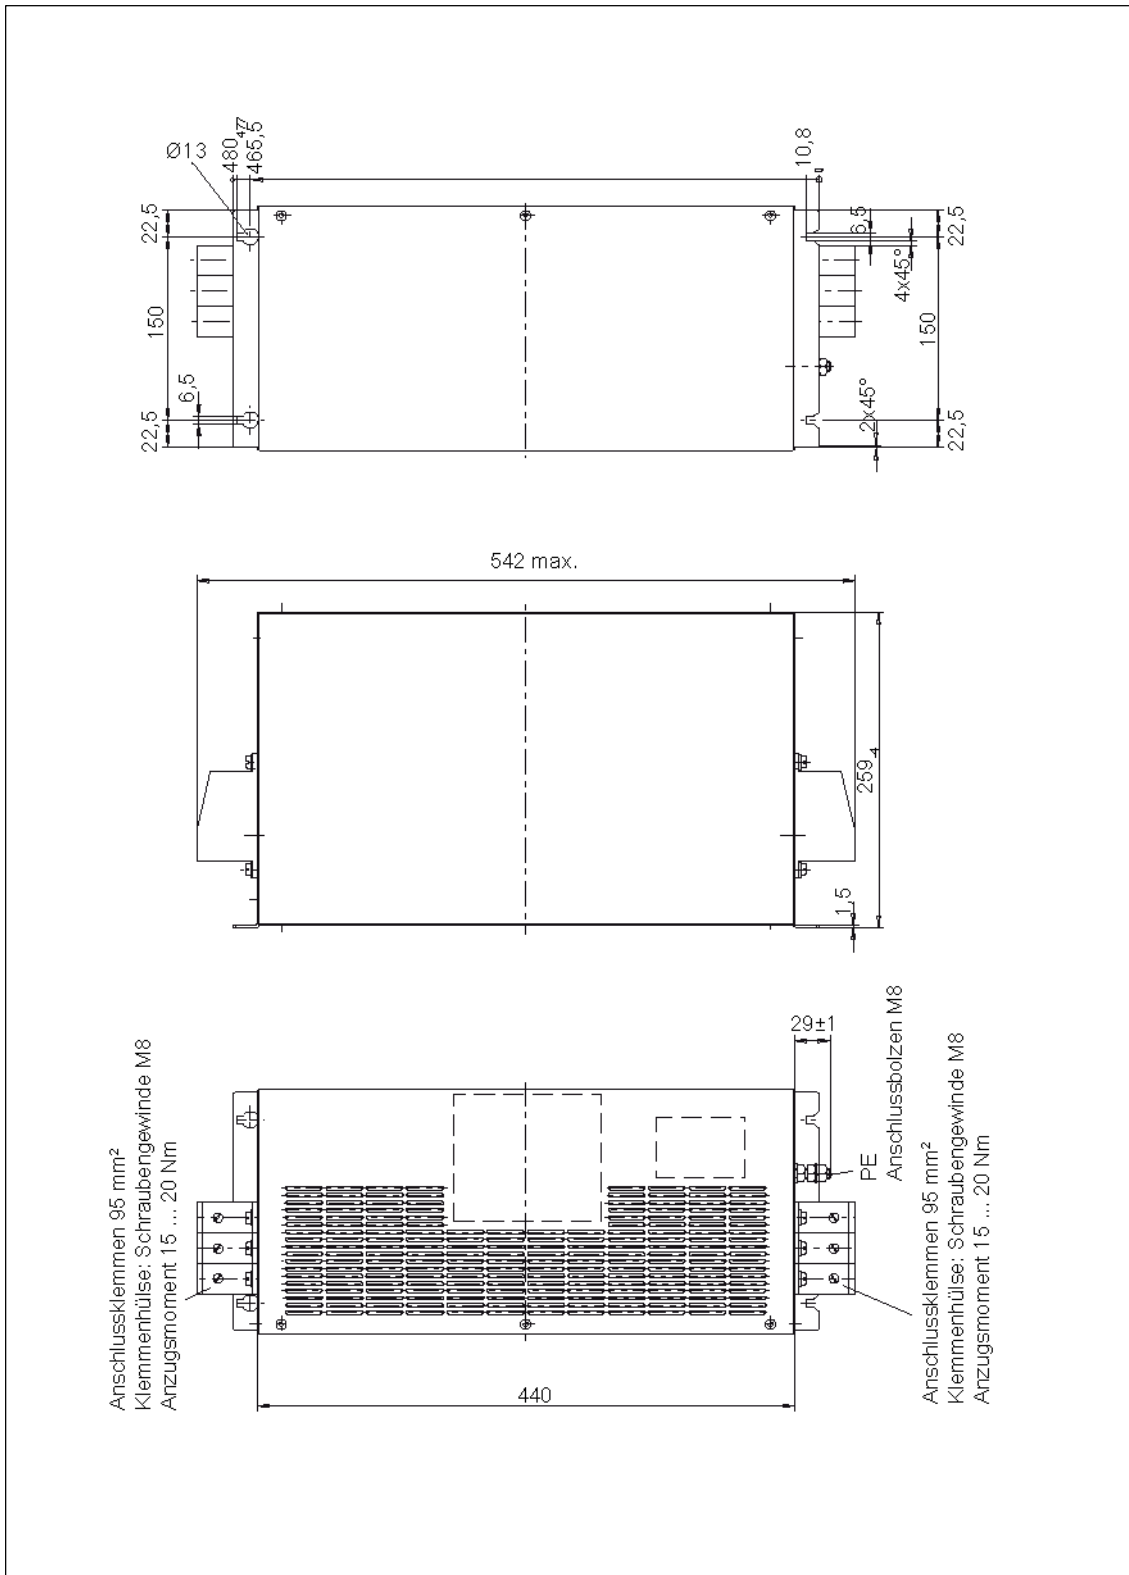 Ø13
480
477
465,5
10,8
0
22,5
150
6,5
22,5
6,5
4x45°
22,5
150
2x45°
22,5
542 max.
259
4
1,5
Anschlussklemmen 95 mm²
Klemmenhülse: Schraubengewinde M8
Anzugsmoment 15 ... 20 Nm
29±1
PE
Anschlussbolzen M8
Anschlussklemmen 95 mm²
Klemmenhülse: Schraubengewinde M8
Anzugsmoment 15 ... 20 Nm
440